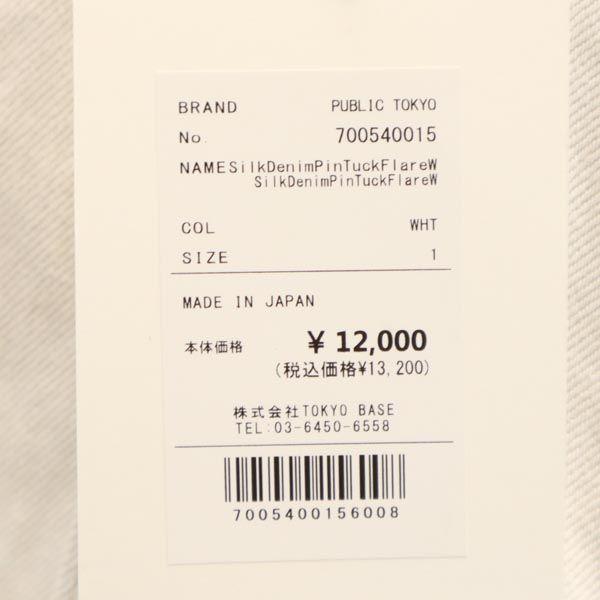 BRAND PUBLIC TOKYO
No. 700540015
NAME SilkDenimPinTuckFlareW
SilkDenimPinTuckFlareW
COL WHT
SIZE 1
MADE IN JAPAN
本体価格 ¥ 12,000
(税込価格¥13,200)
株式会社TOKYO BASE
TEL:03-6450-6558
7005400156008